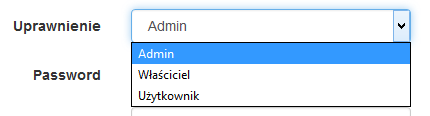 Uprawnienie Admin
Admin
Password Właściciel
Użytkownik